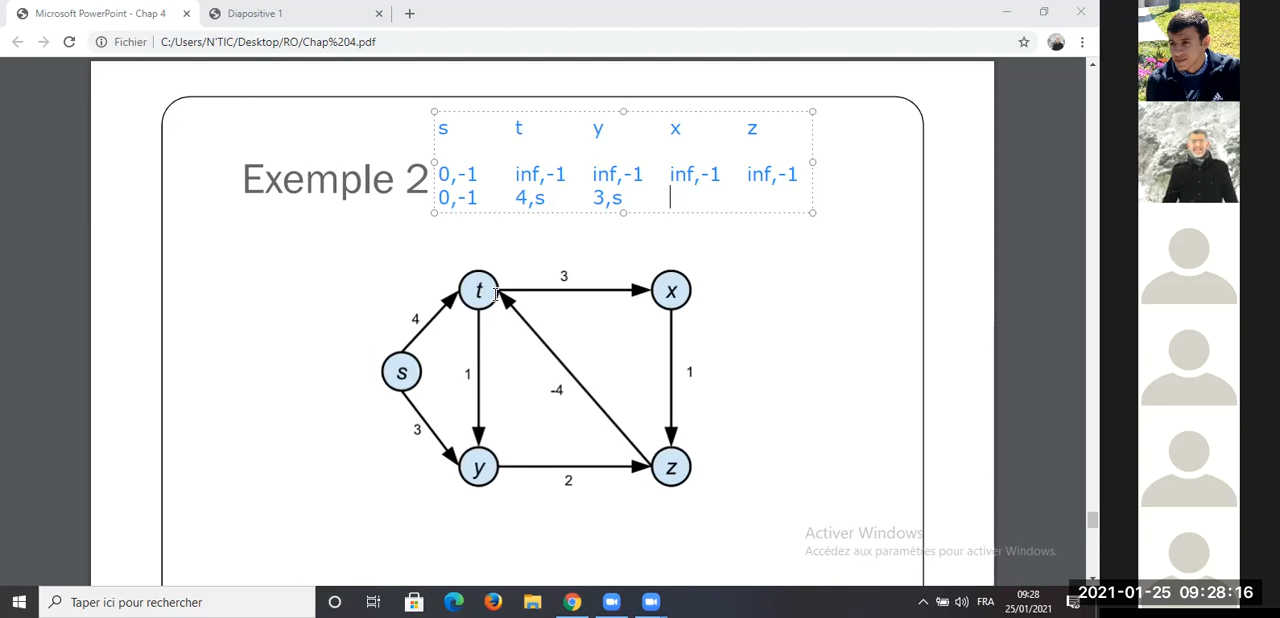 Microsoft PowerPoint - Chap 4
Diapositive 1
Fichier
C:/Users/N'TIC/Desktop/RO/Chap%204.pdf
s t y x z
0,-1 inf,-1 inf,-1 inf,-1 inf,-1
Exemple 2
0,-1 4,s 3,s
3
t x
4
s 1 -4 1
3
y z
2
Activer Windows
Accédez aux paramètres pour activer Windows.
Taper ici pour rechercher
FRA
09:28
25/01/2021
2021-01-25 09:28:16